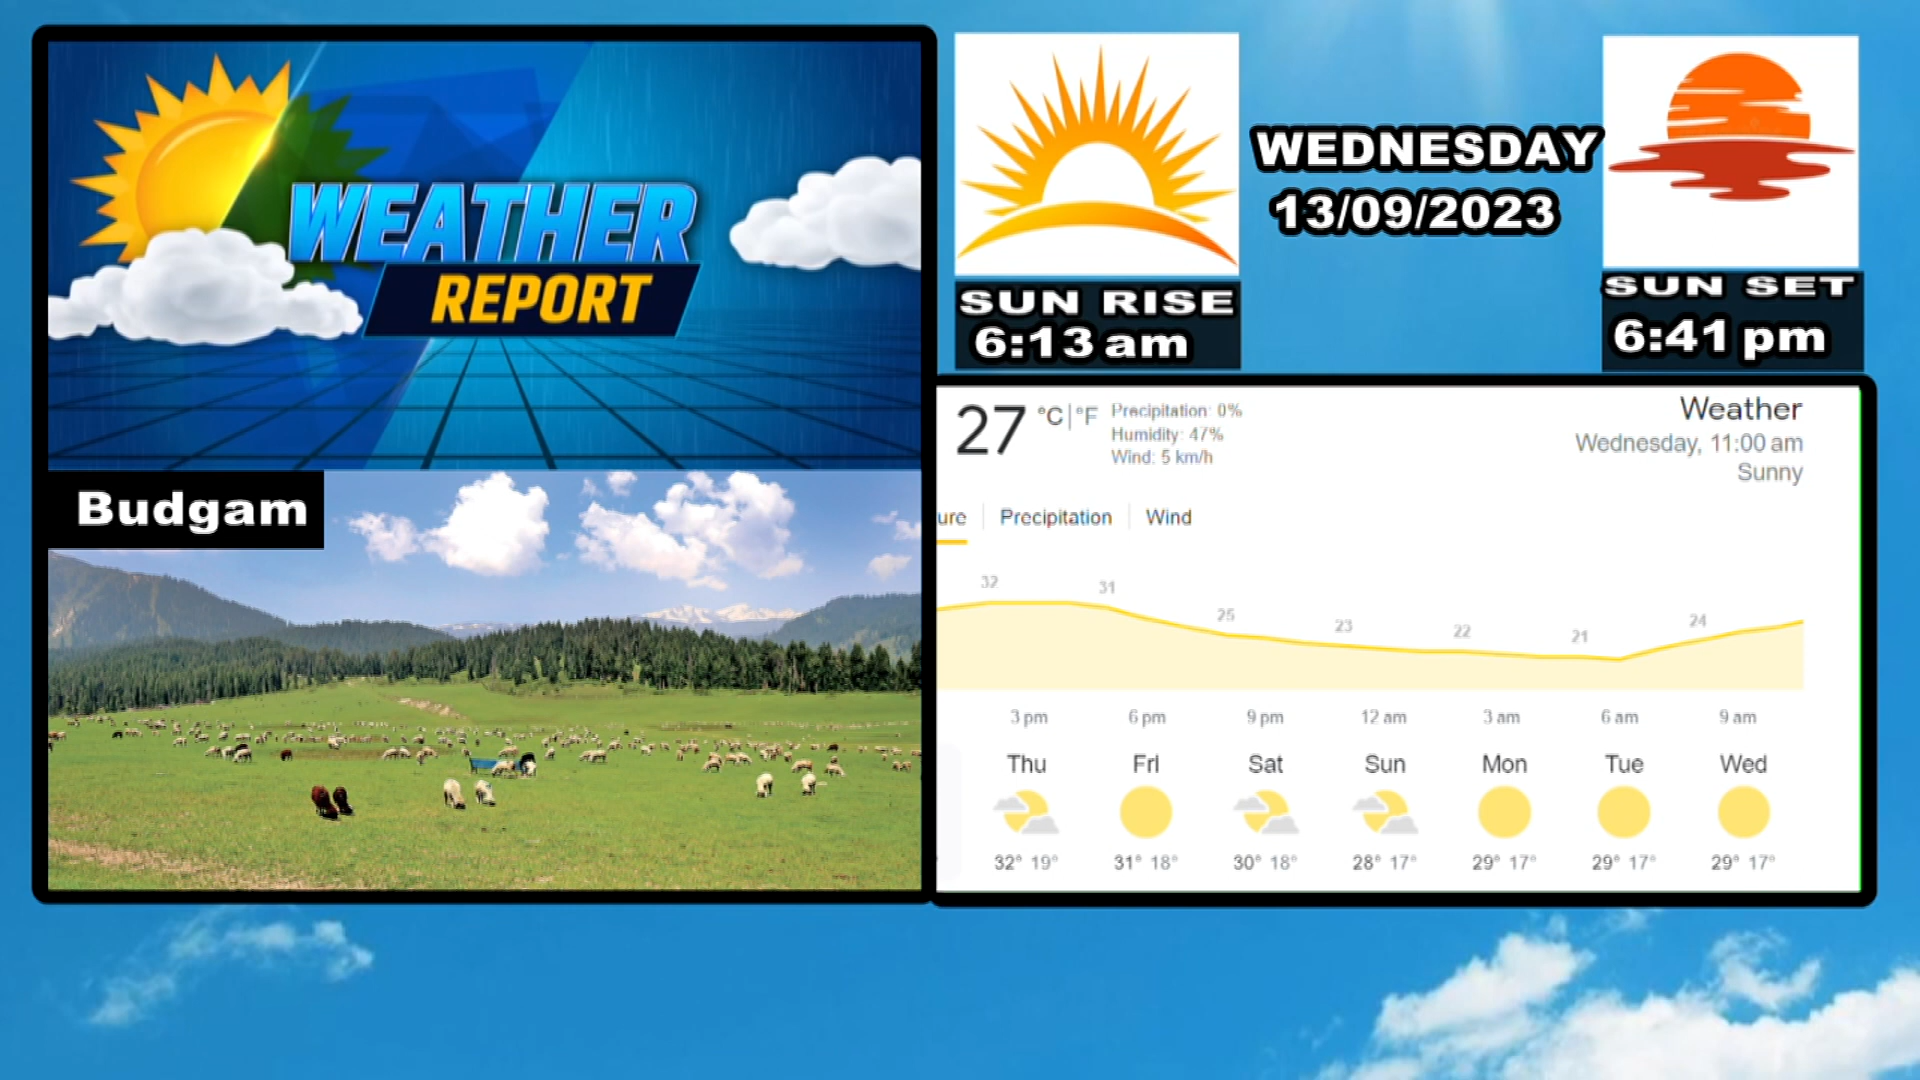 WEATHER
REPORT
Budgam
SUN RISE
6:13 am
WEDNESDAY
13/09/2023
SUN SET
6:41 pm
27 °C|°F
Precipitation: 0%
Humidity: 47%
Wind: 5 km/h
Weather
Wednesday, 11:00 am
Sunny
ure Precipitation Wind
32 31 25 23 22 21 24
3 pm 6 pm 9 pm 12 am 3 am 6 am 9 am
Thu Fri Sat Sun Mon Tue Wed
32° 19° 31° 18° 30° 18° 28° 17° 29° 17° 29° 17° 29° 17°